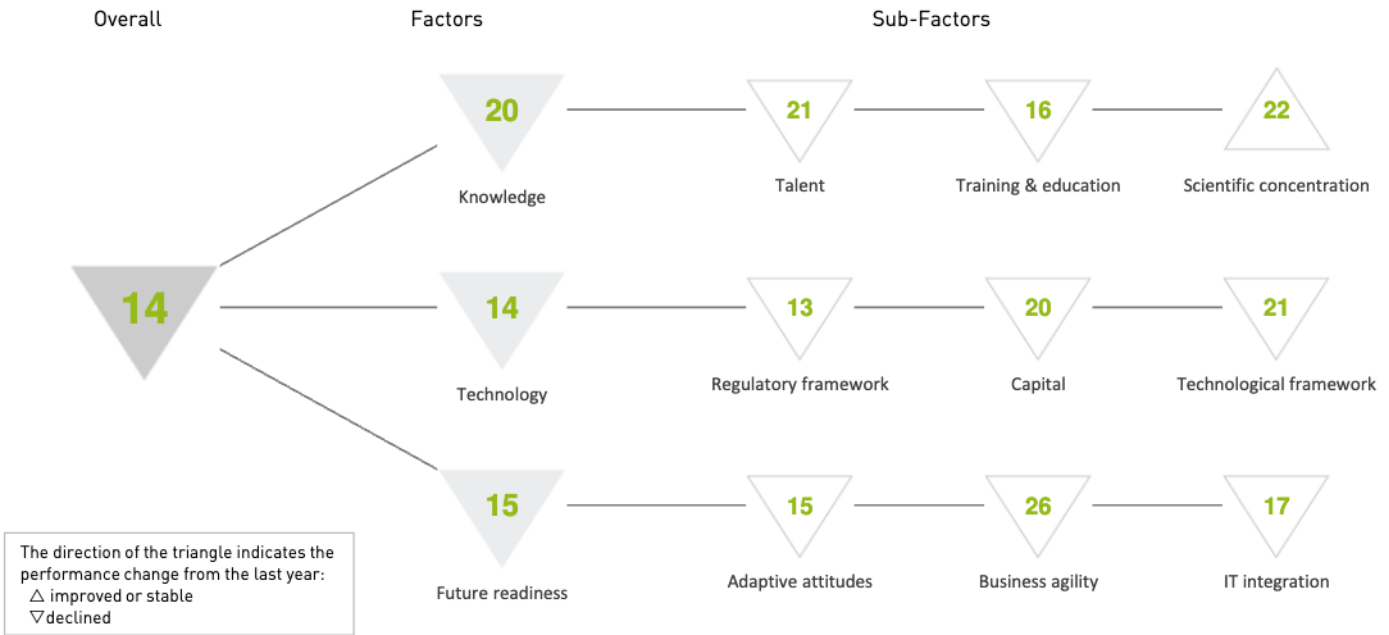 Overall
Factors
Sub-Factors
20
21
16
22
Knowledge
Talent
Training & education
Scientific concentration
14
14
13
20
21
Technology
Regulatory framework
Capital
Technological framework
15
15
26
17
Future readiness
Adaptive attitudes
Business agility
IT integration
The direction of the triangle indicates the
performance change from the last year:
△ improved or stable
▽declined